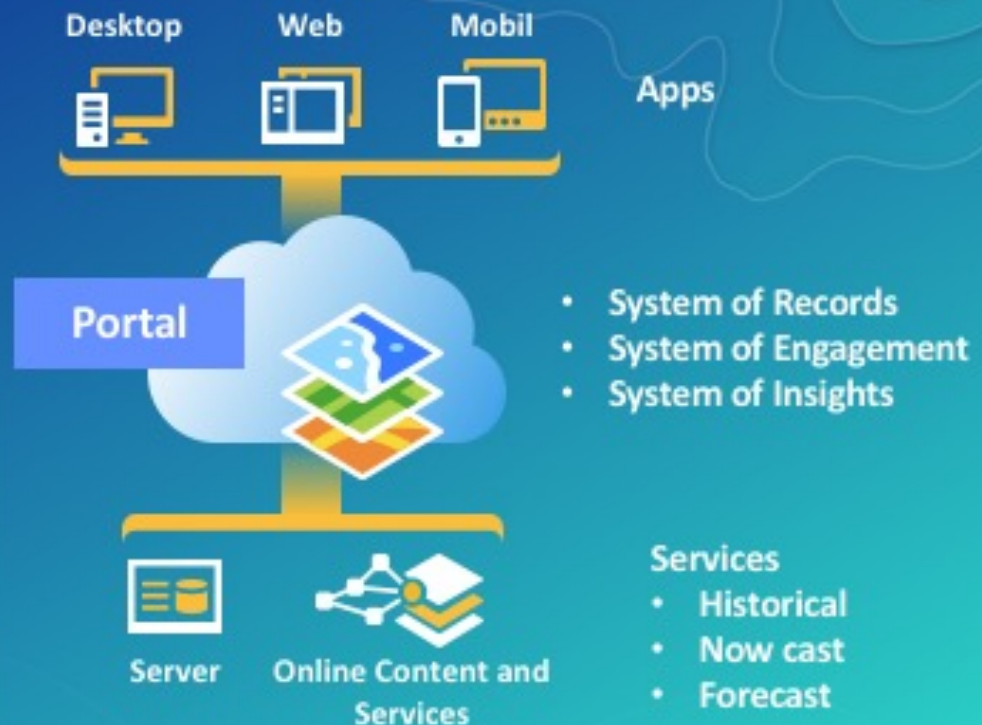 Desktop
Web
Mobil
Apps
Portal
• System of Records
• System of Engagement
• System of Insights
Server
Online Content and
Services
Services
• Historical
• Now cast
• Forecast